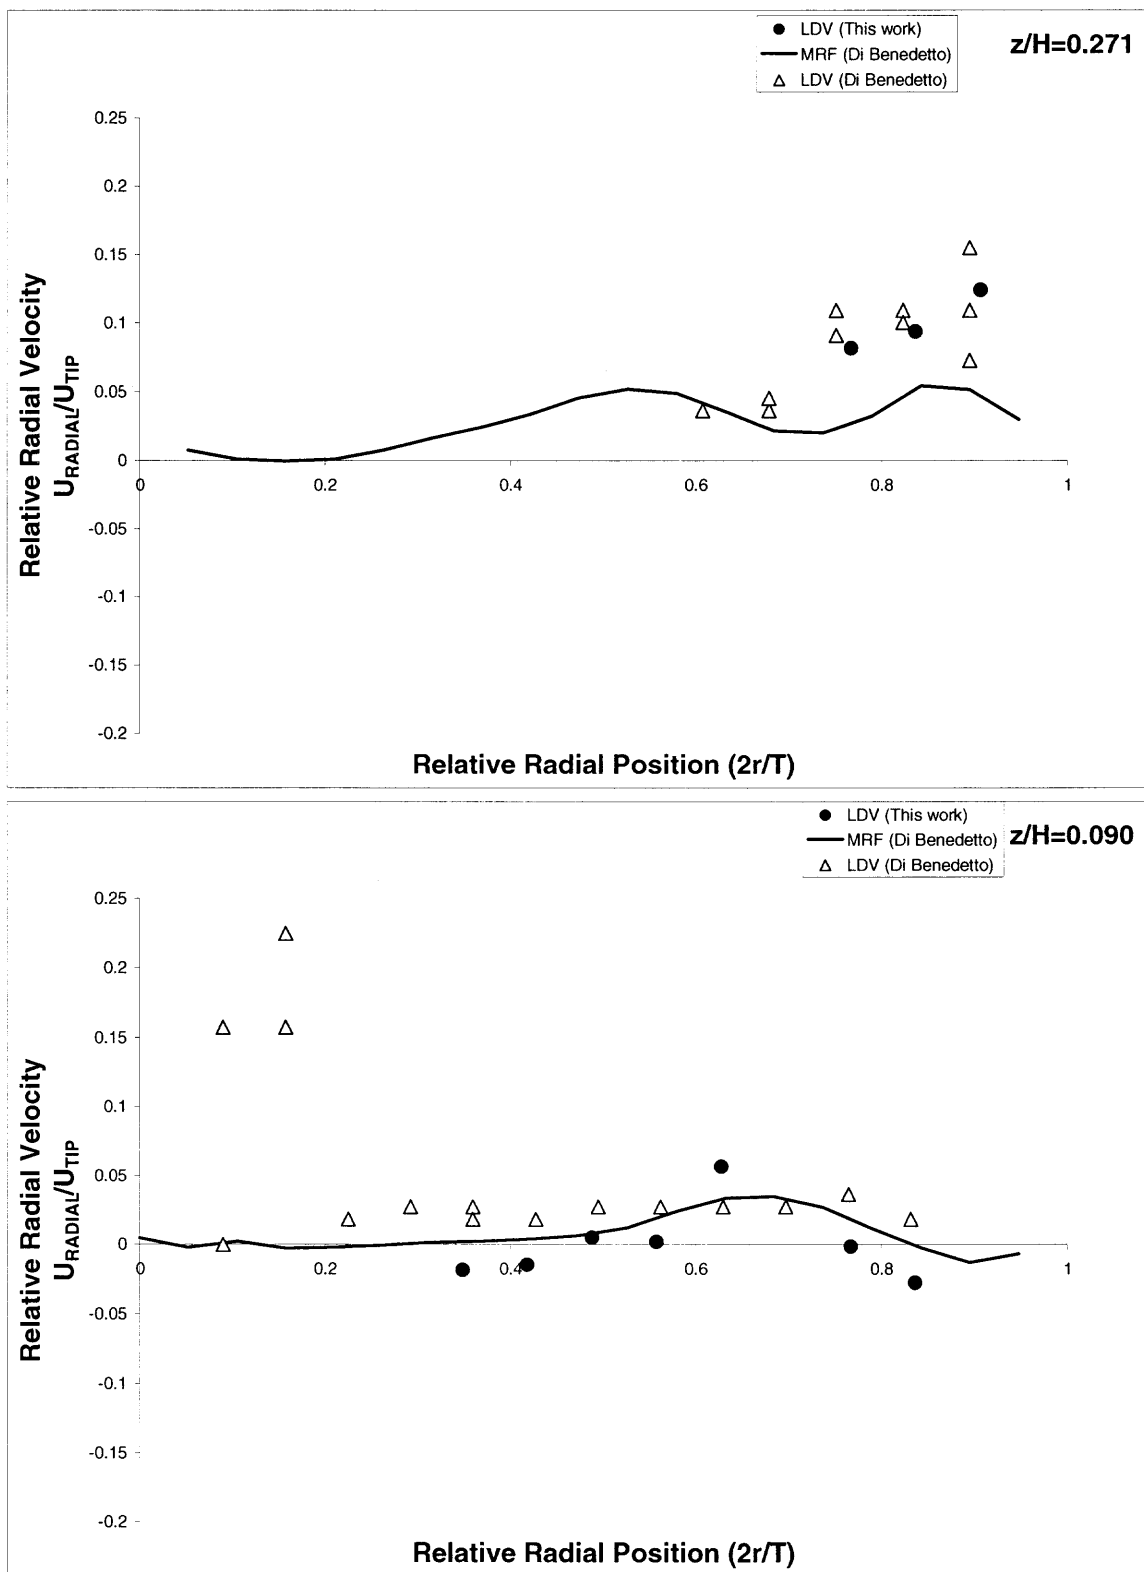 LDV (This work)
MRF (Di Benedetto)
LDV (Di Benedetto)
z/H=0.271
0.25
0.2
0.15
0.1
0.05
0
-0.05
-0.1
-0.15
-0.2
0 0.2 0.4 0.6 0.8 1
Relative Radial Velocity
URADIAL/UTIP
Relative Radial Position (2r/T)
LDV (This work)
MRF (Di Benedetto)
LDV (Di Benedetto)
z/H=0.090
0.25
0.2
0.15
0.1
0.05
0
-0.05
-0.1
-0.15
-0.2
0 0.2 0.4 0.6 0.8 1
Relative Radial Velocity
URADIAL/UTIP
Relative Radial Position (2r/T)